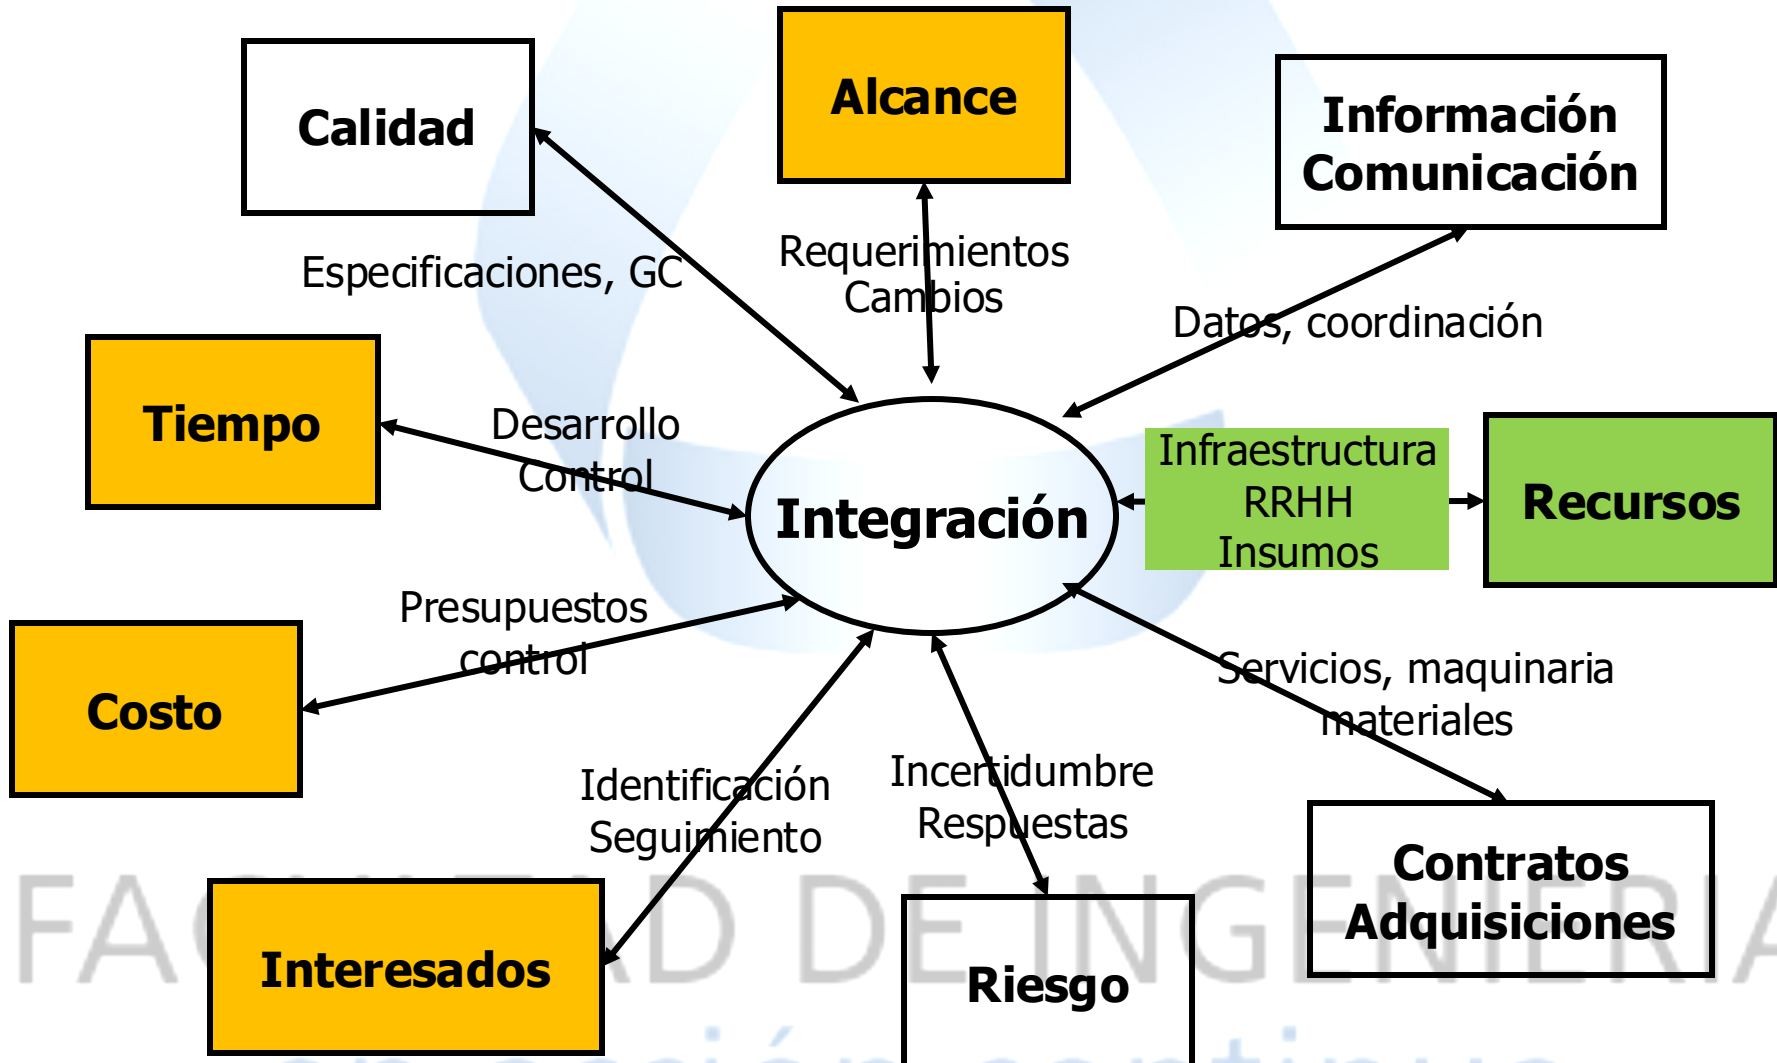 Alcance
Calidad
Información
Comunicación
Requerimientos
Cambios
Especificaciones, GC
Datos, coordinación
Tiempo
Desarrollo
Control
Infraestructura
RRHH
Insumos
Recursos
Integración
Presupuestos
control
Costo
Servicios, maquinaria
materiales
Identificación
Seguimiento
Incertidumbre
Respuestas
Contratos
Adquisiciones
Interesados
Riesgo
DE INGENIERIA